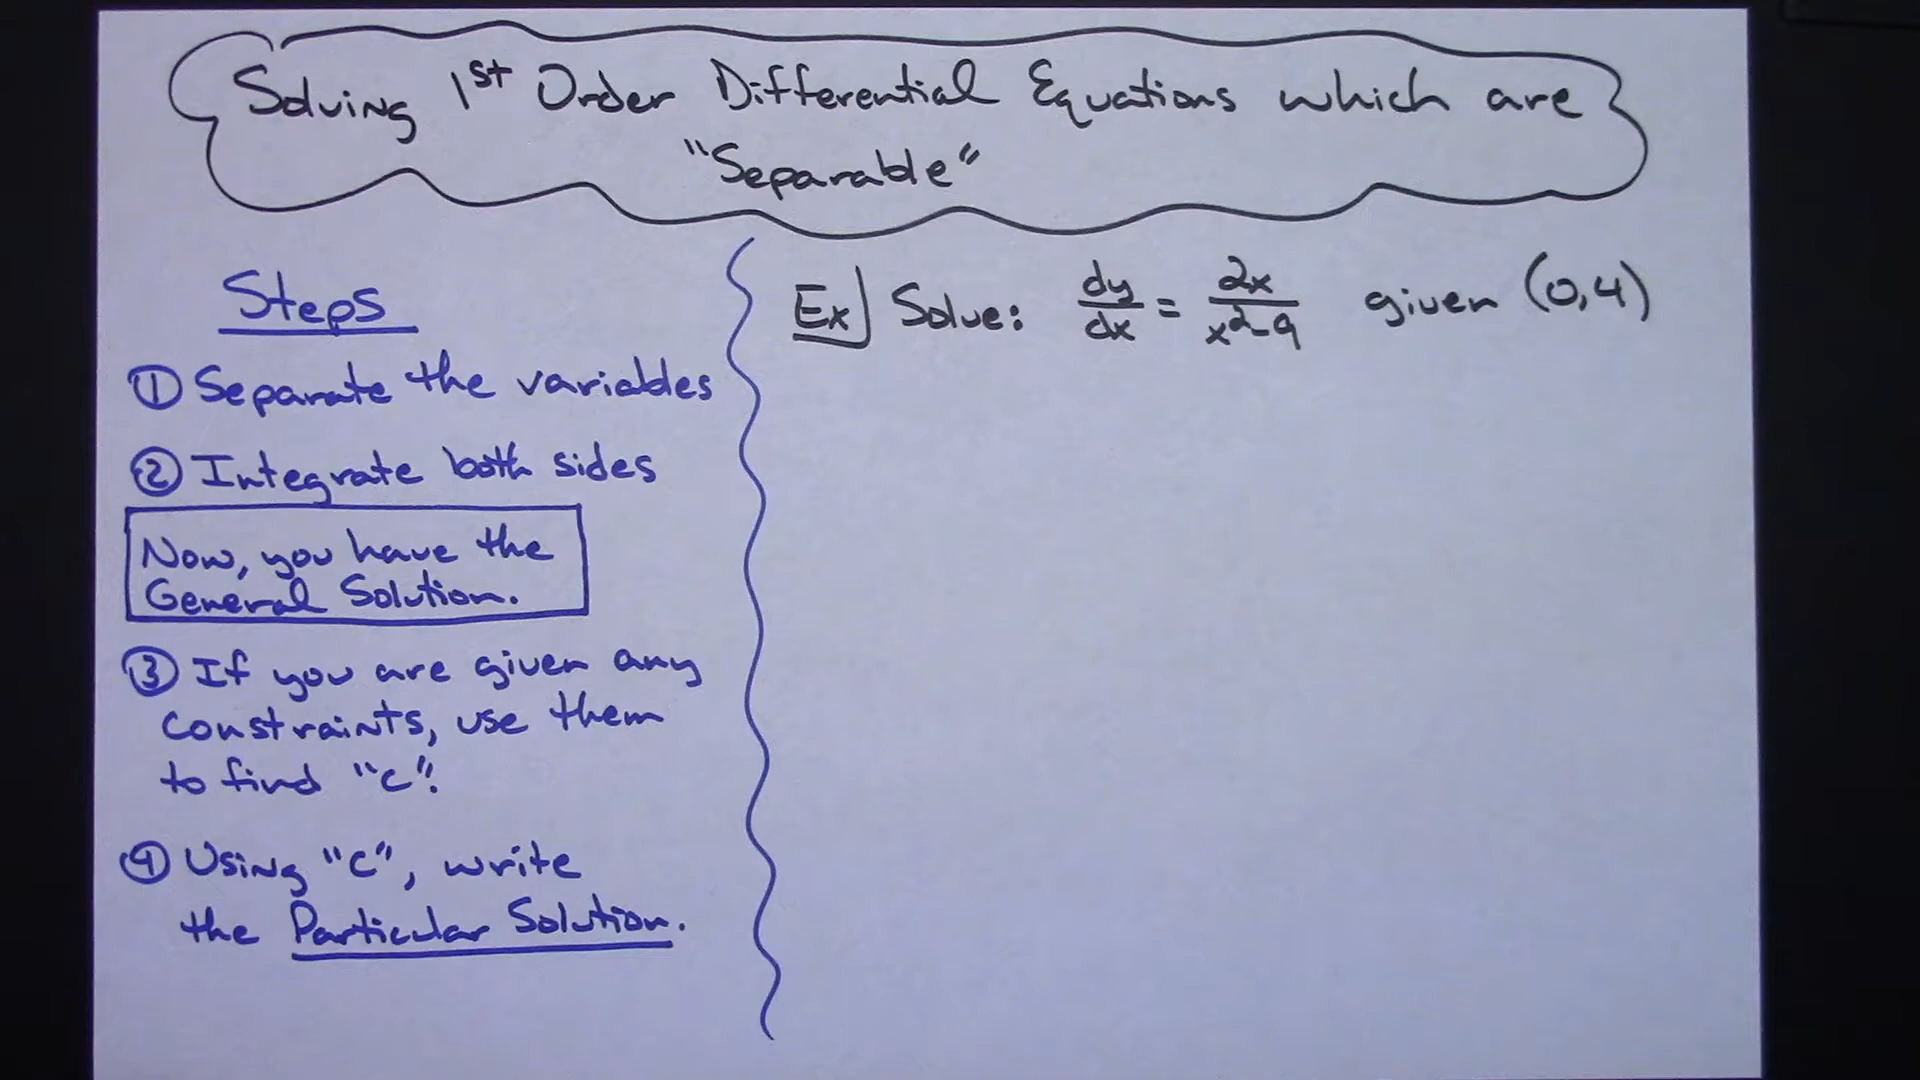 Solving 1st Order Differential Equations which are
"Separable"
Steps
① Separate the variables
② Integrate both sides
Now, you have the
General Solution.
③ If you are given any
constraints, use them
to find "c".
④ Using "c", write
the Particular Solution.
Ex] Solve: dy/dx = 2x/(x²-9) given (0,4)